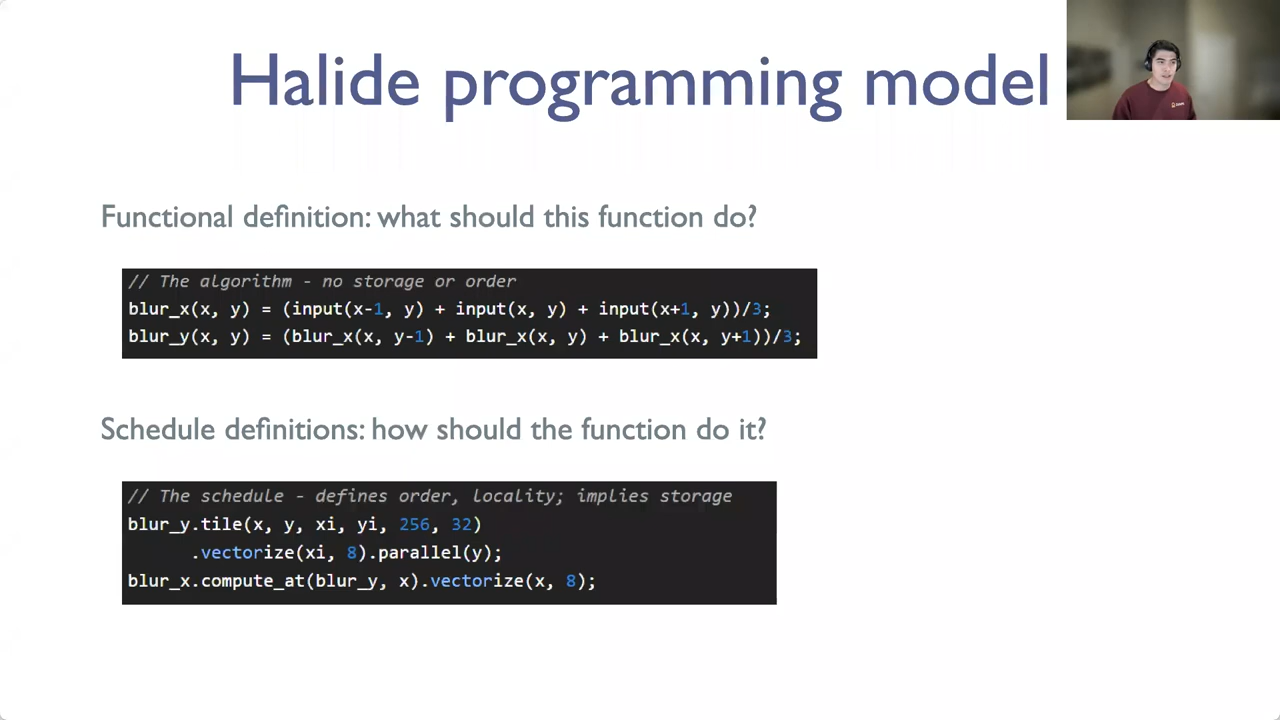 Halide programming model
Functional definition: what should this function do?
// The algorithm - no storage or order
blur_x(x, y) = (input(x-1, y) + input(x, y) + input(x+1, y))/3;
blur_y(x, y) = (blur_x(x, y-1) + blur_x(x, y) + blur_x(x, y+1))/3;
Schedule definitions: how should the function do it?
// The schedule - defines order, locality; implies storage
blur_y.tile(x, y, xi, yi, 256, 32)
.vectorize(xi, 8).parallel(y);
blur_x.compute_at(blur_y, x).vectorize(x, 8);